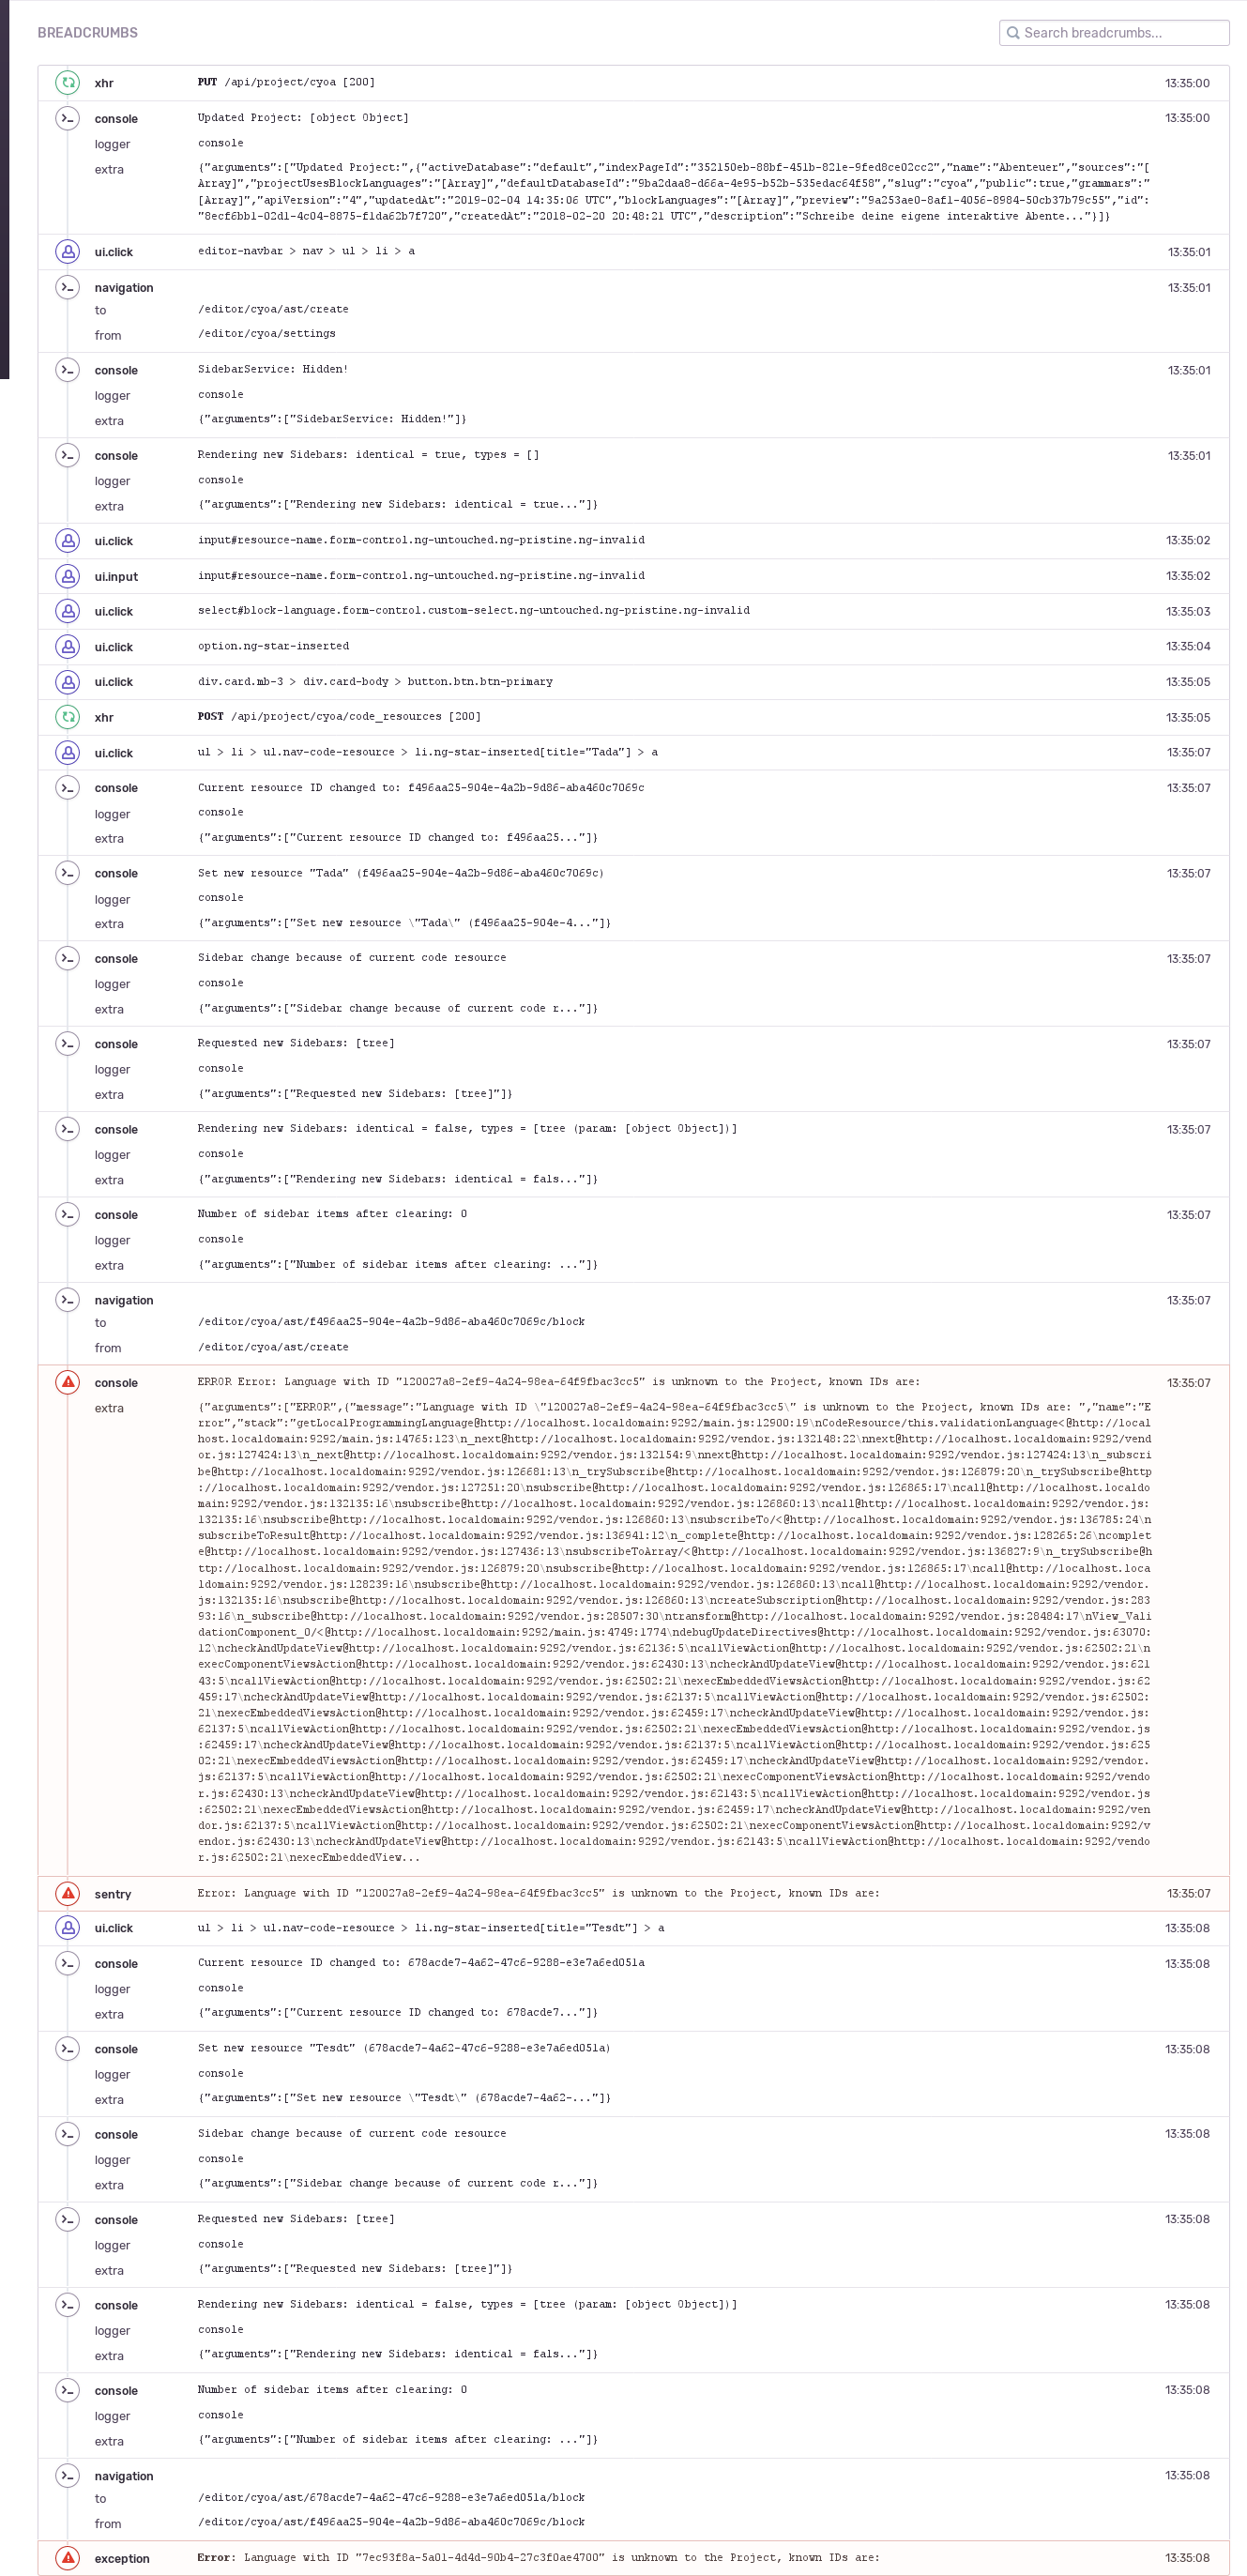 BREADCRUMBS
Search breadcrumbs...
xhr PUT /api/project/cyoa [200] 13:35:00
console Updated Project: [object Object] 13:35:00
logger console
extra {"arguments":["Updated Project:",{"activeDatabase":"default","indexPageId":"352150eb-88bf-451b-821e-9fed8ce02cc2","name":"Abenteuer","sources":"[
Array]","projectUsesBlockLanguages":"[Array]","defaultDatabaseId":"9ba2daa8-d66a-4e95-b52b-535edac64f58","slug":"cyoa","public":true,"grammars":"
[Array]","apiVersion":"4","updatedAt":"2019-02-04 14:35:06 UTC","blockLanguages":"[Array]","preview":"9a253ae0-8af1-4056-8984-50cb37b79c55","id":
"8ecf6bb1-02d1-4c04-8875-f1da62b7f720","createdAt":"2018-02-20 20:48:21 UTC","description":"Schreibe deine eigene interaktive Abente..."}]}
ui.click editor-navbar > nav > ul > li > a 13:35:01
navigation 13:35:01
to /editor/cyoa/ast/create
from /editor/cyoa/settings
console SidebarService: Hidden! 13:35:01
logger console
extra {"arguments":["SidebarService: Hidden!"]}
console Rendering new Sidebars: identical = true, types = [] 13:35:01
logger console
extra {"arguments":["Rendering new Sidebars: identical = true..."]}
ui.click input#resource-name.form-control.ng-untouched.ng-pristine.ng-invalid 13:35:02
ui.input input#resource-name.form-control.ng-untouched.ng-pristine.ng-invalid 13:35:02
ui.click select#block-language.form-control.custom-select.ng-untouched.ng-pristine.ng-invalid 13:35:03
ui.click option.ng-star-inserted 13:35:04
ui.click div.card.mb-3 > div.card-body > button.btn.btn-primary 13:35:05
xhr POST /api/project/cyoa/code_resources [200] 13:35:05
ui.click ul > li > ul.nav-code-resource > li.ng-star-inserted[title="Tada"] > a 13:35:07
console Current resource ID changed to: f496aa25-904e-4a2b-9d86-aba460c7069c 13:35:07
logger console
extra {"arguments":["Current resource ID changed to: f496aa25..."]}
console Set new resource "Tada" (f496aa25-904e-4a2b-9d86-aba460c7069c) 13:35:07
logger console
extra {"arguments":["Set new resource \"Tada\" (f496aa25-904e-4..."]}
console Sidebar change because of current code resource 13:35:07
logger console
extra {"arguments":["Sidebar change because of current code r..."]}
console Requested new Sidebars: [tree] 13:35:07
logger console
extra {"arguments":["Requested new Sidebars: [tree]"]}
console Rendering new Sidebars: identical = false, types = [tree (param: [object Object])] 13:35:07
logger console
extra {"arguments":["Rendering new Sidebars: identical = fals..."]}
console Number of sidebar items after clearing: 0 13:35:07
logger console
extra {"arguments":["Number of sidebar items after clearing: ..."]}
navigation 13:35:07
to /editor/cyoa/ast/f496aa25-904e-4a2b-9d86-aba460c7069c/block
from /editor/cyoa/ast/create
console ERROR Error: Language with ID "120027a8-2ef9-4a24-98ea-64f9fbac3cc5" is unknown to the Project, known IDs are: 13:35:07
extra {"arguments":["ERROR",{"message":"Language with ID \"120027a8-2ef9-4a24-98ea-64f9fbac3cc5\" is unknown to the Project, known IDs are: ","name":"E
rror","stack":"getLocalProgrammingLanguage@http://localhost.localdomain:9292/main.js:12900:19\nCodeResource/this.validationLanguage<@http://local
host.localdomain:9292/main.js:14765:123\n_next@http://localhost.localdomain:9292/vendor.js:132148:22\nnext@http://localhost.localdomain:9292/vend
or.js:127424:13\n_next@http://localhost.localdomain:9292/vendor.js:132154:9\nnext@http://localhost.localdomain:9292/vendor.js:127424:13\n_subscri
be@http://localhost.localdomain:9292/vendor.js:126681:13\n_trySubscribe@http://localhost.localdomain:9292/vendor.js:126879:20\n_trySubscribe@http
://localhost.localdomain:9292/vendor.js:127251:20\nsubscribe@http://localhost.localdomain:9292/vendor.js:126865:17\ncall@http://localhost.localdo
main:9292/vendor.js:132135:16\nsubscribe@http://localhost.localdomain:9292/vendor.js:126860:13\ncall@http://localhost.localdomain:9292/vendor.js:
132135:16\nsubscribe@http://localhost.localdomain:9292/vendor.js:126860:13\nsubscribeTo/<@http://localhost.localdomain:9292/vendor.js:136785:24\n
subscribeToResult@http://localhost.localdomain:9292/vendor.js:136941:12\n_complete@http://localhost.localdomain:9292/vendor.js:128265:26\ncomplet
e@http://localhost.localdomain:9292/vendor.js:127436:13\nsubscribeToArray/<@http://localhost.localdomain:9292/vendor.js:136827:9\n_trySubscribe@h
ttp://localhost.localdomain:9292/vendor.js:126879:20\nsubscribe@http://localhost.localdomain:9292/vendor.js:126865:17\ncall@http://localhost.loca
ldomain:9292/vendor.js:128239:16\nsubscribe@http://localhost.localdomain:9292/vendor.js:126860:13\ncall@http://localhost.localdomain:9292/vendor.
js:132135:16\nsubscribe@http://localhost.localdomain:9292/vendor.js:126860:13\ncreateSubscription@http://localhost.localdomain:9292/vendor.js:283
93:16\n_subscribe@http://localhost.localdomain:9292/vendor.js:28507:30\ntransform@http://localhost.localdomain:9292/vendor.js:28484:17\nView_Vali
dationComponent_0/<@http://localhost.localdomain:9292/main.js:4749:1774\ndebugUpdateDirectives@http://localhost.localdomain:9292/vendor.js:63070:
12\ncheckAndUpdateView@http://localhost.localdomain:9292/vendor.js:62136:5\ncallViewAction@http://localhost.localdomain:9292/vendor.js:62502:21\n
execComponentViewsAction@http://localhost.localdomain:9292/vendor.js:62430:13\ncheckAndUpdateView@http://localhost.localdomain:9292/vendor.js:621
43:5\ncallViewAction@http://localhost.localdomain:9292/vendor.js:62502:21\nexecEmbeddedViewsAction@http://localhost.localdomain:9292/vendor.js:62
459:17\ncheckAndUpdateView@http://localhost.localdomain:9292/vendor.js:62137:5\ncallViewAction@http://localhost.localdomain:9292/vendor.js:62502:
21\nexecEmbeddedViewsAction@http://localhost.localdomain:9292/vendor.js:62459:17\ncheckAndUpdateView@http://localhost.localdomain:9292/vendor.js:
62137:5\ncallViewAction@http://localhost.localdomain:9292/vendor.js:62502:21\nexecEmbeddedViewsAction@http://localhost.localdomain:9292/vendor.js
:62459:17\ncheckAndUpdateView@http://localhost.localdomain:9292/vendor.js:62137:5\ncallViewAction@http://localhost.localdomain:9292/vendor.js:625
02:21\nexecEmbeddedViewsAction@http://localhost.localdomain:9292/vendor.js:62459:17\ncheckAndUpdateView@http://localhost.localdomain:9292/vendor.
js:62137:5\ncallViewAction@http://localhost.localdomain:9292/vendor.js:62502:21\nexecComponentViewsAction@http://localhost.localdomain:9292/vendo
r.js:62430:13\ncheckAndUpdateView@http://localhost.localdomain:9292/vendor.js:62143:5\ncallViewAction@http://localhost.localdomain:9292/vendor.js
:62502:21\nexecEmbeddedViewsAction@http://localhost.localdomain:9292/vendor.js:62459:17\ncheckAndUpdateView@http://localhost.localdomain:9292/ven
dor.js:62137:5\ncallViewAction@http://localhost.localdomain:9292/vendor.js:62502:21\nexecComponentViewsAction@http://localhost.localdomain:9292/v
endor.js:62430:13\ncheckAndUpdateView@http://localhost.localdomain:9292/vendor.js:62143:5\ncallViewAction@http://localhost.localdomain:9292/vendo
r.js:62502:21\nexecEmbeddedView...
sentry Error: Language with ID "120027a8-2ef9-4a24-98ea-64f9fbac3cc5" is unknown to the Project, known IDs are: 13:35:07
ui.click ul > li > ul.nav-code-resource > li.ng-star-inserted[title="Tesdt"] > a 13:35:08
console Current resource ID changed to: 678acde7-4a62-47c6-9288-e3e7a6ed051a 13:35:08
logger console
extra {"arguments":["Current resource ID changed to: 678acde7..."]}
console Set new resource "Tesdt" (678acde7-4a62-47c6-9288-e3e7a6ed051a) 13:35:08
logger console
extra {"arguments":["Set new resource \"Tesdt\" (678acde7-4a62-..."]}
console Sidebar change because of current code resource 13:35:08
logger console
extra {"arguments":["Sidebar change because of current code r..."]}
console Requested new Sidebars: [tree] 13:35:08
logger console
extra {"arguments":["Requested new Sidebars: [tree]"]}
console Rendering new Sidebars: identical = false, types = [tree (param: [object Object])] 13:35:08
logger console
extra {"arguments":["Rendering new Sidebars: identical = fals..."]}
console Number of sidebar items after clearing: 0 13:35:08
logger console
extra {"arguments":["Number of sidebar items after clearing: ..."]}
navigation 13:35:08
to /editor/cyoa/ast/678acde7-4a62-47c6-9288-e3e7a6ed051a/block
from /editor/cyoa/ast/f496aa25-904e-4a2b-9d86-aba460c7069c/block
exception Error: Language with ID "7ec93f8a-5a01-4d4d-90b4-27c3f0ae4700" is unknown to the Project, known IDs are: 13:35:08